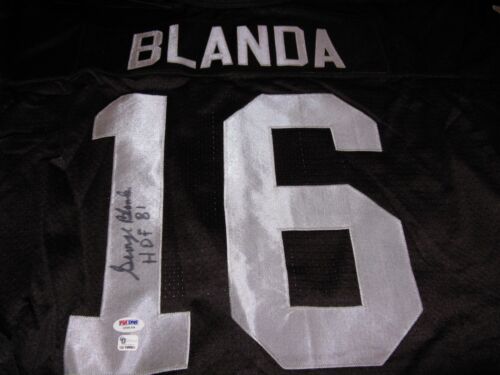 BLANDA
16
George Blanda
HOF 81
PSA/DNA